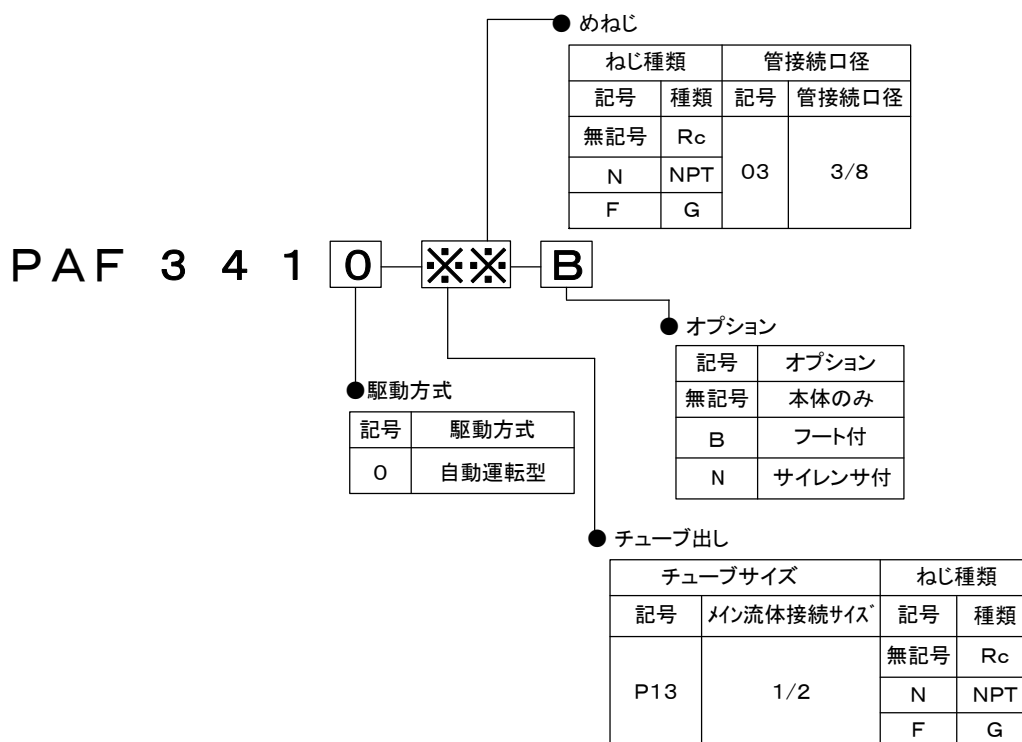 めねじ
ねじ種類 管接続口径
記号 種類 記号 管接続口径
無記号 Rc
N NPT 03 3/8
F G
PAF 3 4 1 0 ※※ B
オプション
記号 オプション
無記号 本体のみ
B フート付
N サイレンサ付
駆動方式
記号 駆動方式
0 自動運転型
チューブ出し
チューブサイズ ねじ種類
記号 メイン流体接続サイズ 記号 種類
無記号 Rc
P13 1/2 N NPT
F G